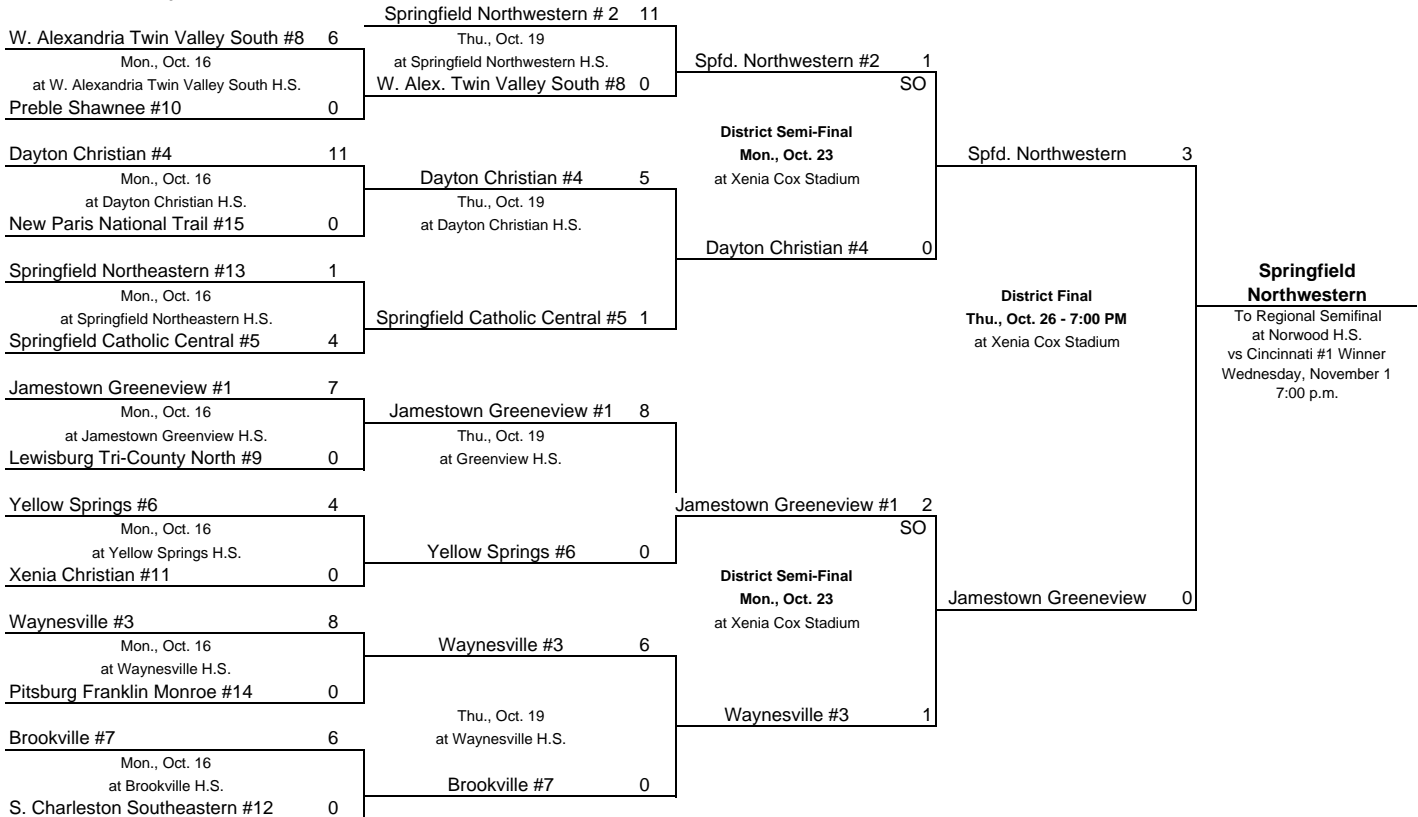 W. Alexandria Twin Valley South #8 6
Mon., Oct. 16
at W. Alexandria Twin Valley South H.S.
Preble Shawnee #10 0
Dayton Christian #4 11
Mon., Oct. 16
at Dayton Christian H.S.
New Paris National Trail #15 0
Springfield Northeastern #13 1
Mon., Oct. 16
at Springfield Northeastern H.S.
Springfield Catholic Central #5 4
Jamestown Greeneview #1 7
Mon., Oct. 16
at Jamestown Greenview H.S.
Lewisburg Tri-County North #9 0
Yellow Springs #6 4
Mon., Oct. 16
at Yellow Springs H.S.
Xenia Christian #11 0
Waynesville #3 8
Mon., Oct. 16
at Waynesville H.S.
Pitsburg Franklin Monroe #14 0
Brookville #7 6
Mon., Oct. 16
at Brookville H.S.
S. Charleston Southeastern #12 0
Springfield Northwestern # 2 11
Thu., Oct. 19
at Springfield Northwestern H.S.
W. Alex. Twin Valley South #8 0
Dayton Christian #4 5
Thu., Oct. 19
at Dayton Christian H.S.
Springfield Catholic Central #5 1
Jamestown Greeneview #1 8
Thu., Oct. 19
at Greenview H.S.
Yellow Springs #6 0
Waynesville #3 6
Thu., Oct. 19
at Waynesville H.S.
Brookville #7 0
Spfd. Northwestern #2 1
SO
District Semi-Final
Mon., Oct. 23
at Xenia Cox Stadium
Dayton Christian #4 0
Jamestown Greeneview #1 2
SO
District Semi-Final
Mon., Oct. 23
at Xenia Cox Stadium
Waynesville #3 1
Spfd. Northwestern 3
District Final
Thu., Oct. 26 - 7:00 PM
at Xenia Cox Stadium
Jamestown Greeneview 0
Springfield
Northwestern
To Regional Semifinal
at Norwood H.S.
vs Cincinnati #1 Winner
Wednesday, November 1
7:00 p.m.